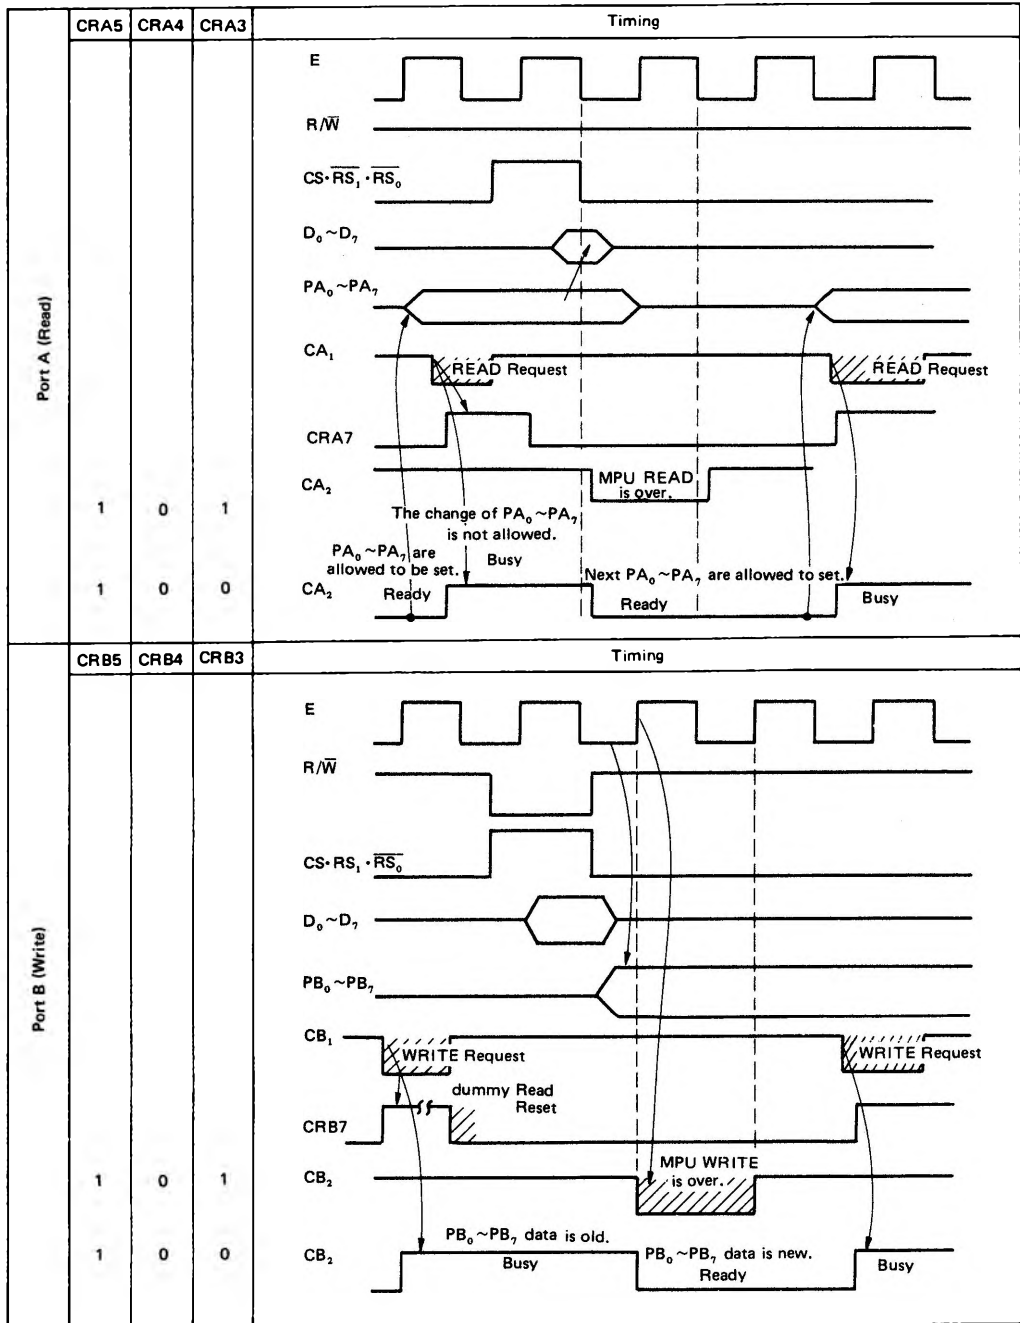 CRA5 CRA4 CRA3 Timing
Port A (Read)
E
R/W̅
CS·R̅S̅₁·R̅S̅₀
D₀~D₇
PA₀~PA₇
CA₁
READ Request
READ Request
CRA7
1 0 1
CA₂
MPU READ
is over.
The change of PA₀~PA₇
is not allowed.
PA₀~PA₇ are
allowed to be set.
1 0 0
CA₂
Ready
Busy
Next PA₀~PA₇ are allowed to set.
Ready
Busy
CRB5 CRB4 CRB3 Timing
Port B (Write)
E
R/W̅
CS·RS₁·R̅S̅₀
D₀~D₇
PB₀~PB₇
CB₁
WRITE Request
WRITE Request
dummy Read
Reset
CRB7
1 0 1
CB₂
MPU WRITE
is over.
1 0 0
CB₂
PB₀~PB₇ data is old.
Busy
PB₀~PB₇ data is new.
Ready
Busy